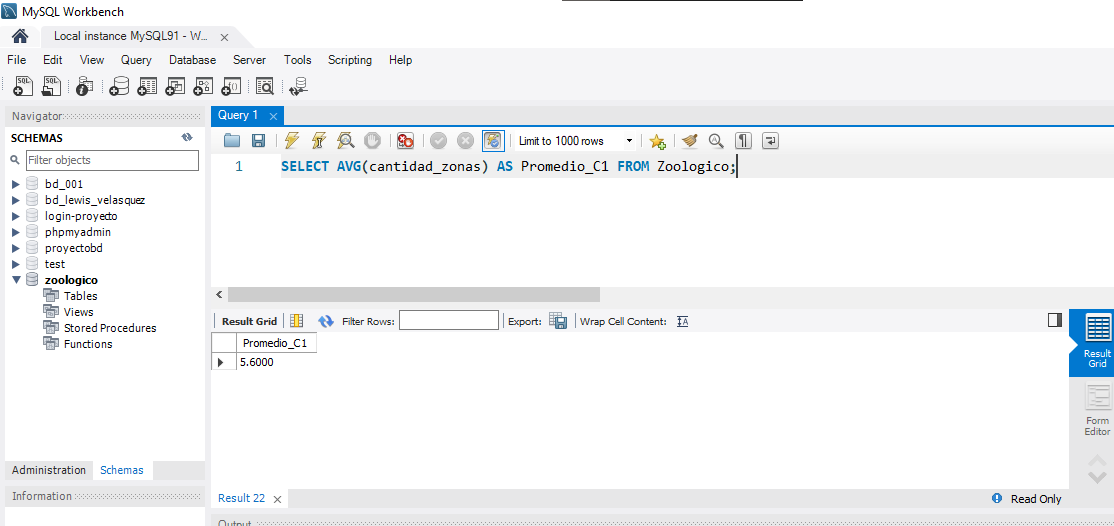 MySQL Workbench
Local instance MySQL91 - W... ×
File Edit View Query Database Server Tools Scripting Help
Navigator
SCHEMAS
Filter objects
bd_001
bd_lewis_velasquez
login-proyecto
phpmyadmin
proyectobd
test
zoologico
Tables
Views
Stored Procedures
Functions
Administration Schemas
Information
Query 1 ×
Limit to 1000 rows
1 SELECT AVG(cantidad_zonas) AS Promedio_C1 FROM Zoologico;
Result Grid Filter Rows: Export: Wrap Cell Content:
Promedio_C1
5.6000
Result
Grid
Form
Editor
Result 22 ×
Read Only
Output